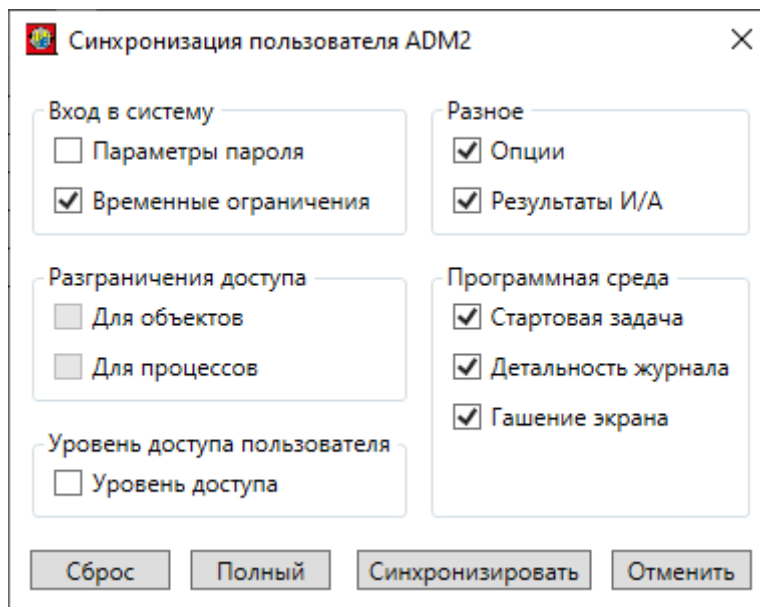 Синхронизация пользователя ADM2
Вход в систему
Параметры пароля
Временные ограничения
Разное
Опции
Результаты И/А
Разграничения доступа
Для объектов
Для процессов
Программная среда
Стартовая задача
Детальность журнала
Гашение экрана
Уровень доступа пользователя
Уровень доступа
Сброс
Полный
Синхронизировать
Отменить